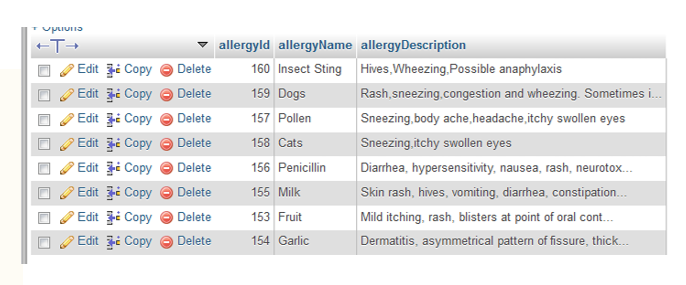 + Options
←T→ allergyId allergyName allergyDescription
Edit Copy Delete 160 Insect Sting Hives,Wheezing,Possible anaphylaxis
Edit Copy Delete 159 Dogs Rash,sneezing,congestion and wheezing. Sometimes i...
Edit Copy Delete 157 Pollen Sneezing,body ache,headache,itchy swollen eyes
Edit Copy Delete 158 Cats Sneezing,itchy swollen eyes
Edit Copy Delete 156 Penicillin Diarrhea, hypersensitivity, nausea, rash, neurotox...
Edit Copy Delete 155 Milk Skin rash, hives, vomiting, diarrhea, constipation...
Edit Copy Delete 153 Fruit Mild itching, rash, blisters at point of oral cont...
Edit Copy Delete 154 Garlic Dermatitis, asymmetrical pattern of fissure, thick...